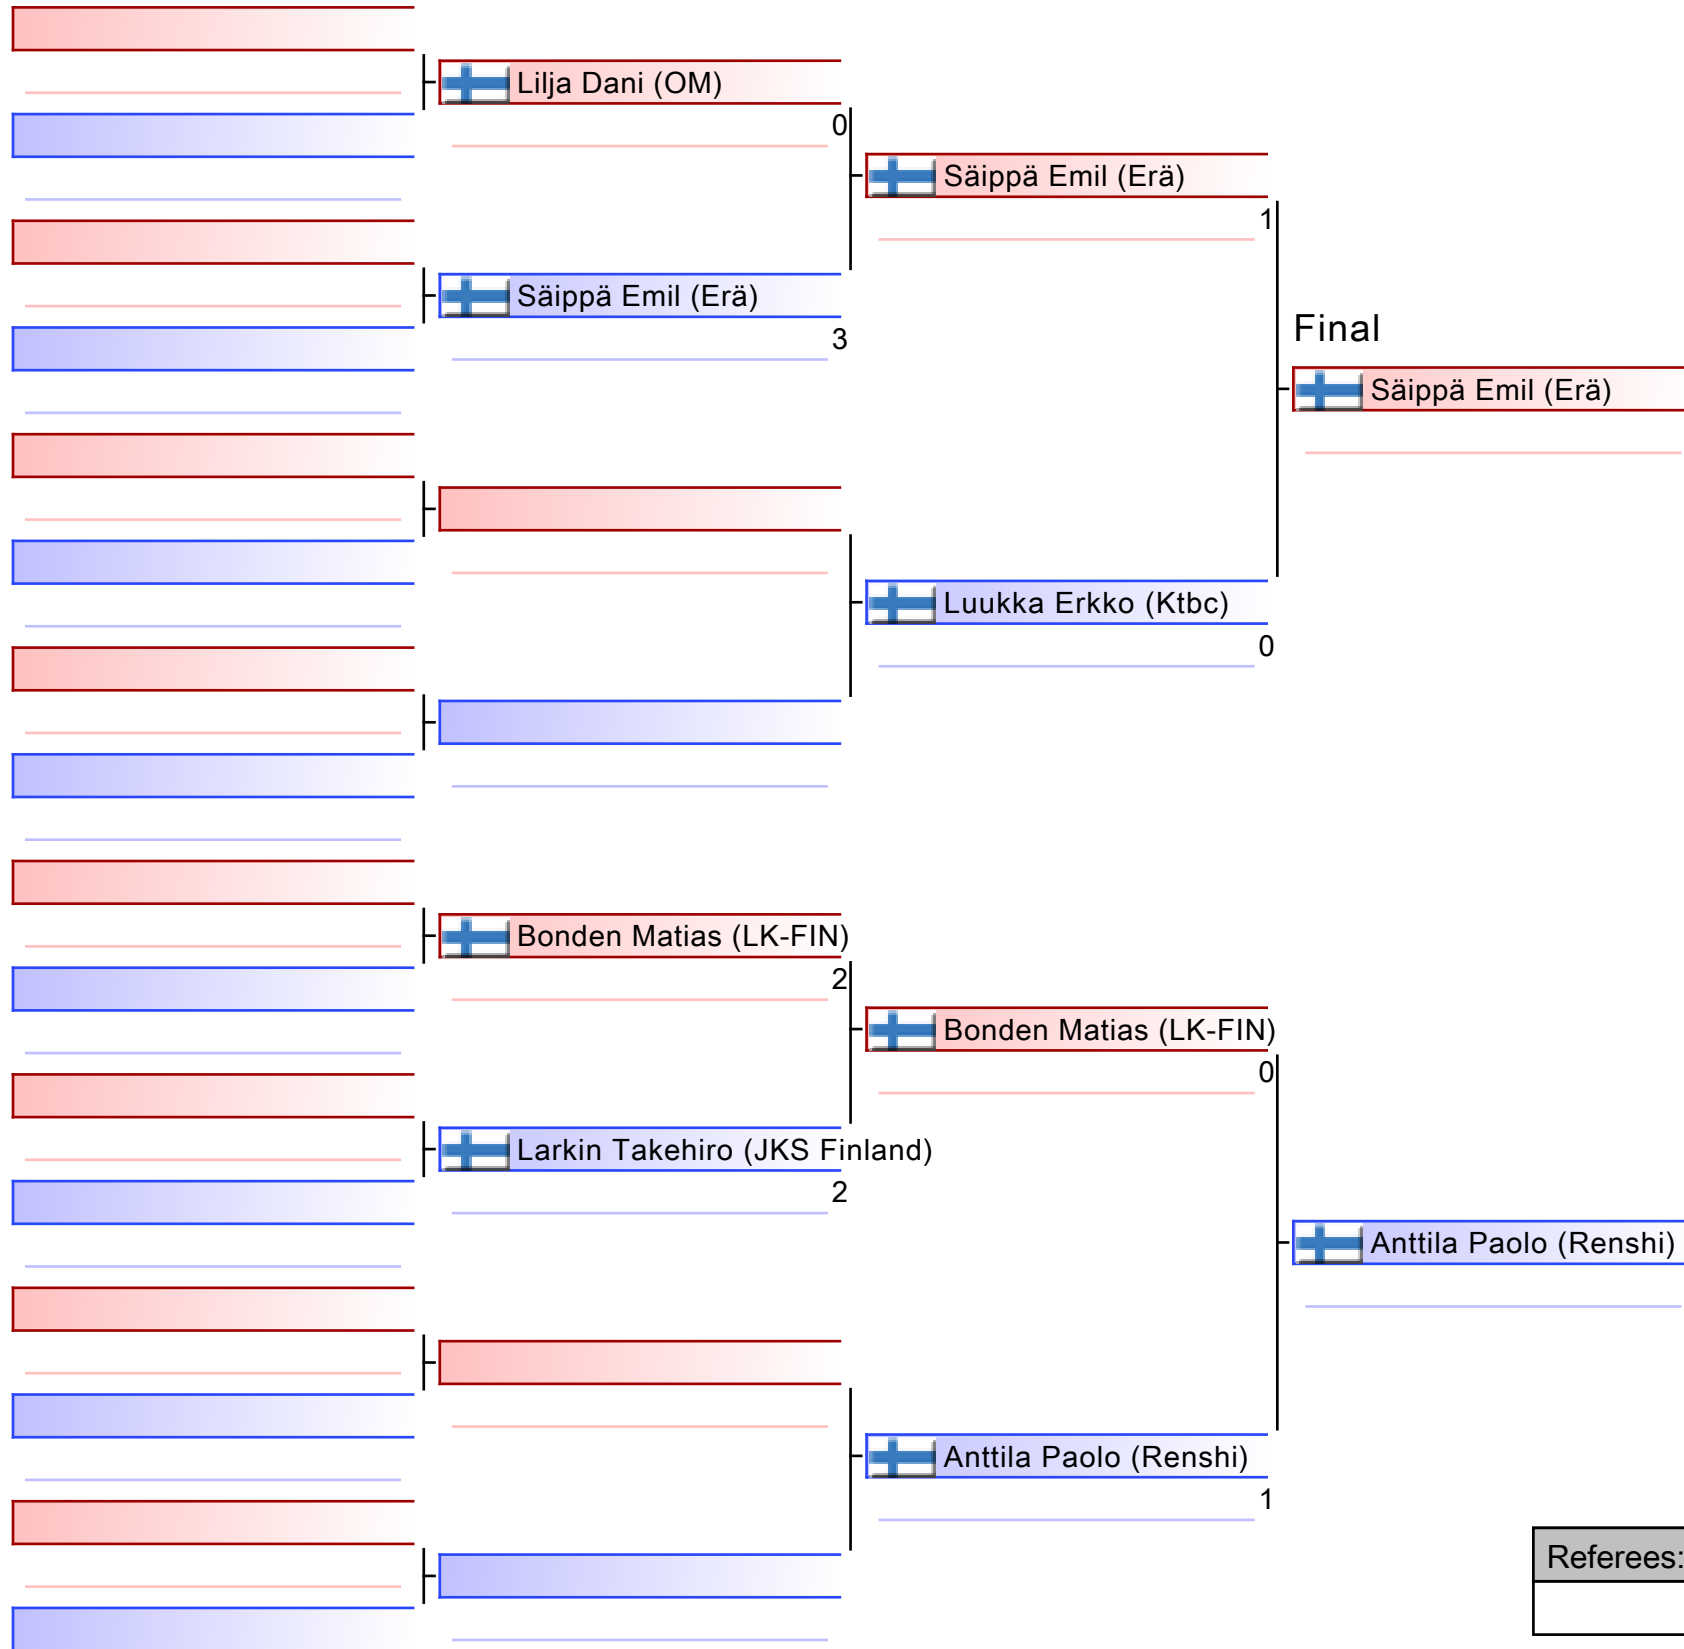 Lilja Dani (OM)
0
Säippä Emil (Erä)
1
Säippä Emil (Erä)
3
Final
Säippä Emil (Erä)
Luukka Erkko (Ktbc)
0
Bonden Matias (LK-FIN)
2
Bonden Matias (LK-FIN)
0
Larkin Takehiro (JKS Finland)
2
Anttila Paolo (Renshi)
Anttila Paolo (Renshi)
1
Referees: